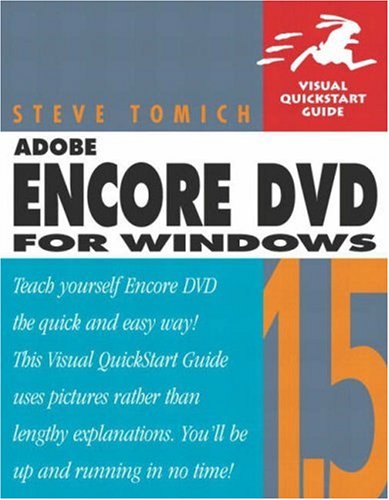 VISUAL
QUICKSTART
GUIDE
STEVE TOMICH
ADOBE
ENCORE DVD
FOR WINDOWS
1.5
Teach yourself Encore DVD
the quick and easy way!
This Visual QuickStart Guide
uses pictures rather than
lengthy explanations. You'll be
up and running in no time!